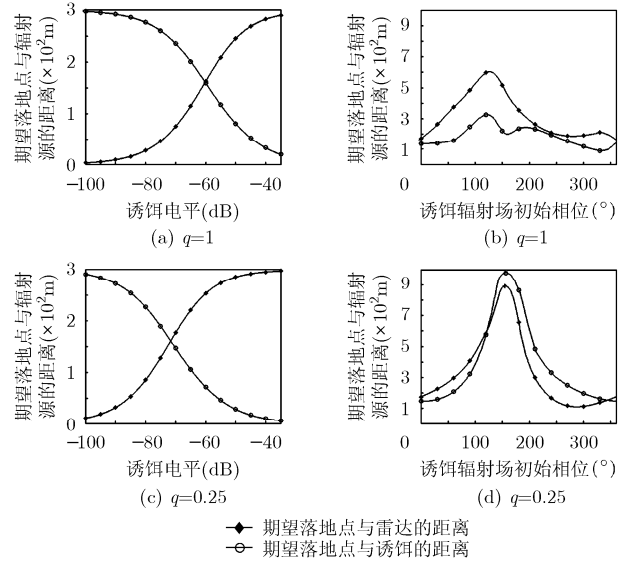 期望落地点与辐射
源的距离(×10²m)
3
2
1
0
−100 −80 −60 −40
诱饵电平(dB)
(a) q=1
期望落地点与辐射
源的距离(×10²m)
9
7
5
3
1
0 100 200 300
诱饵辐射场初始相位(°)
(b) q=1
期望落地点与辐射
源的距离(×10²m)
3
2
1
0
−100 −80 −60 −40
诱饵电平(dB)
(c) q=0.25
期望落地点与辐射
源的距离(×10²m)
9
7
5
3
1
0 100 200 300
诱饵辐射场初始相位(°)
(d) q=0.25
期望落地点与雷达的距离
期望落地点与诱饵的距离